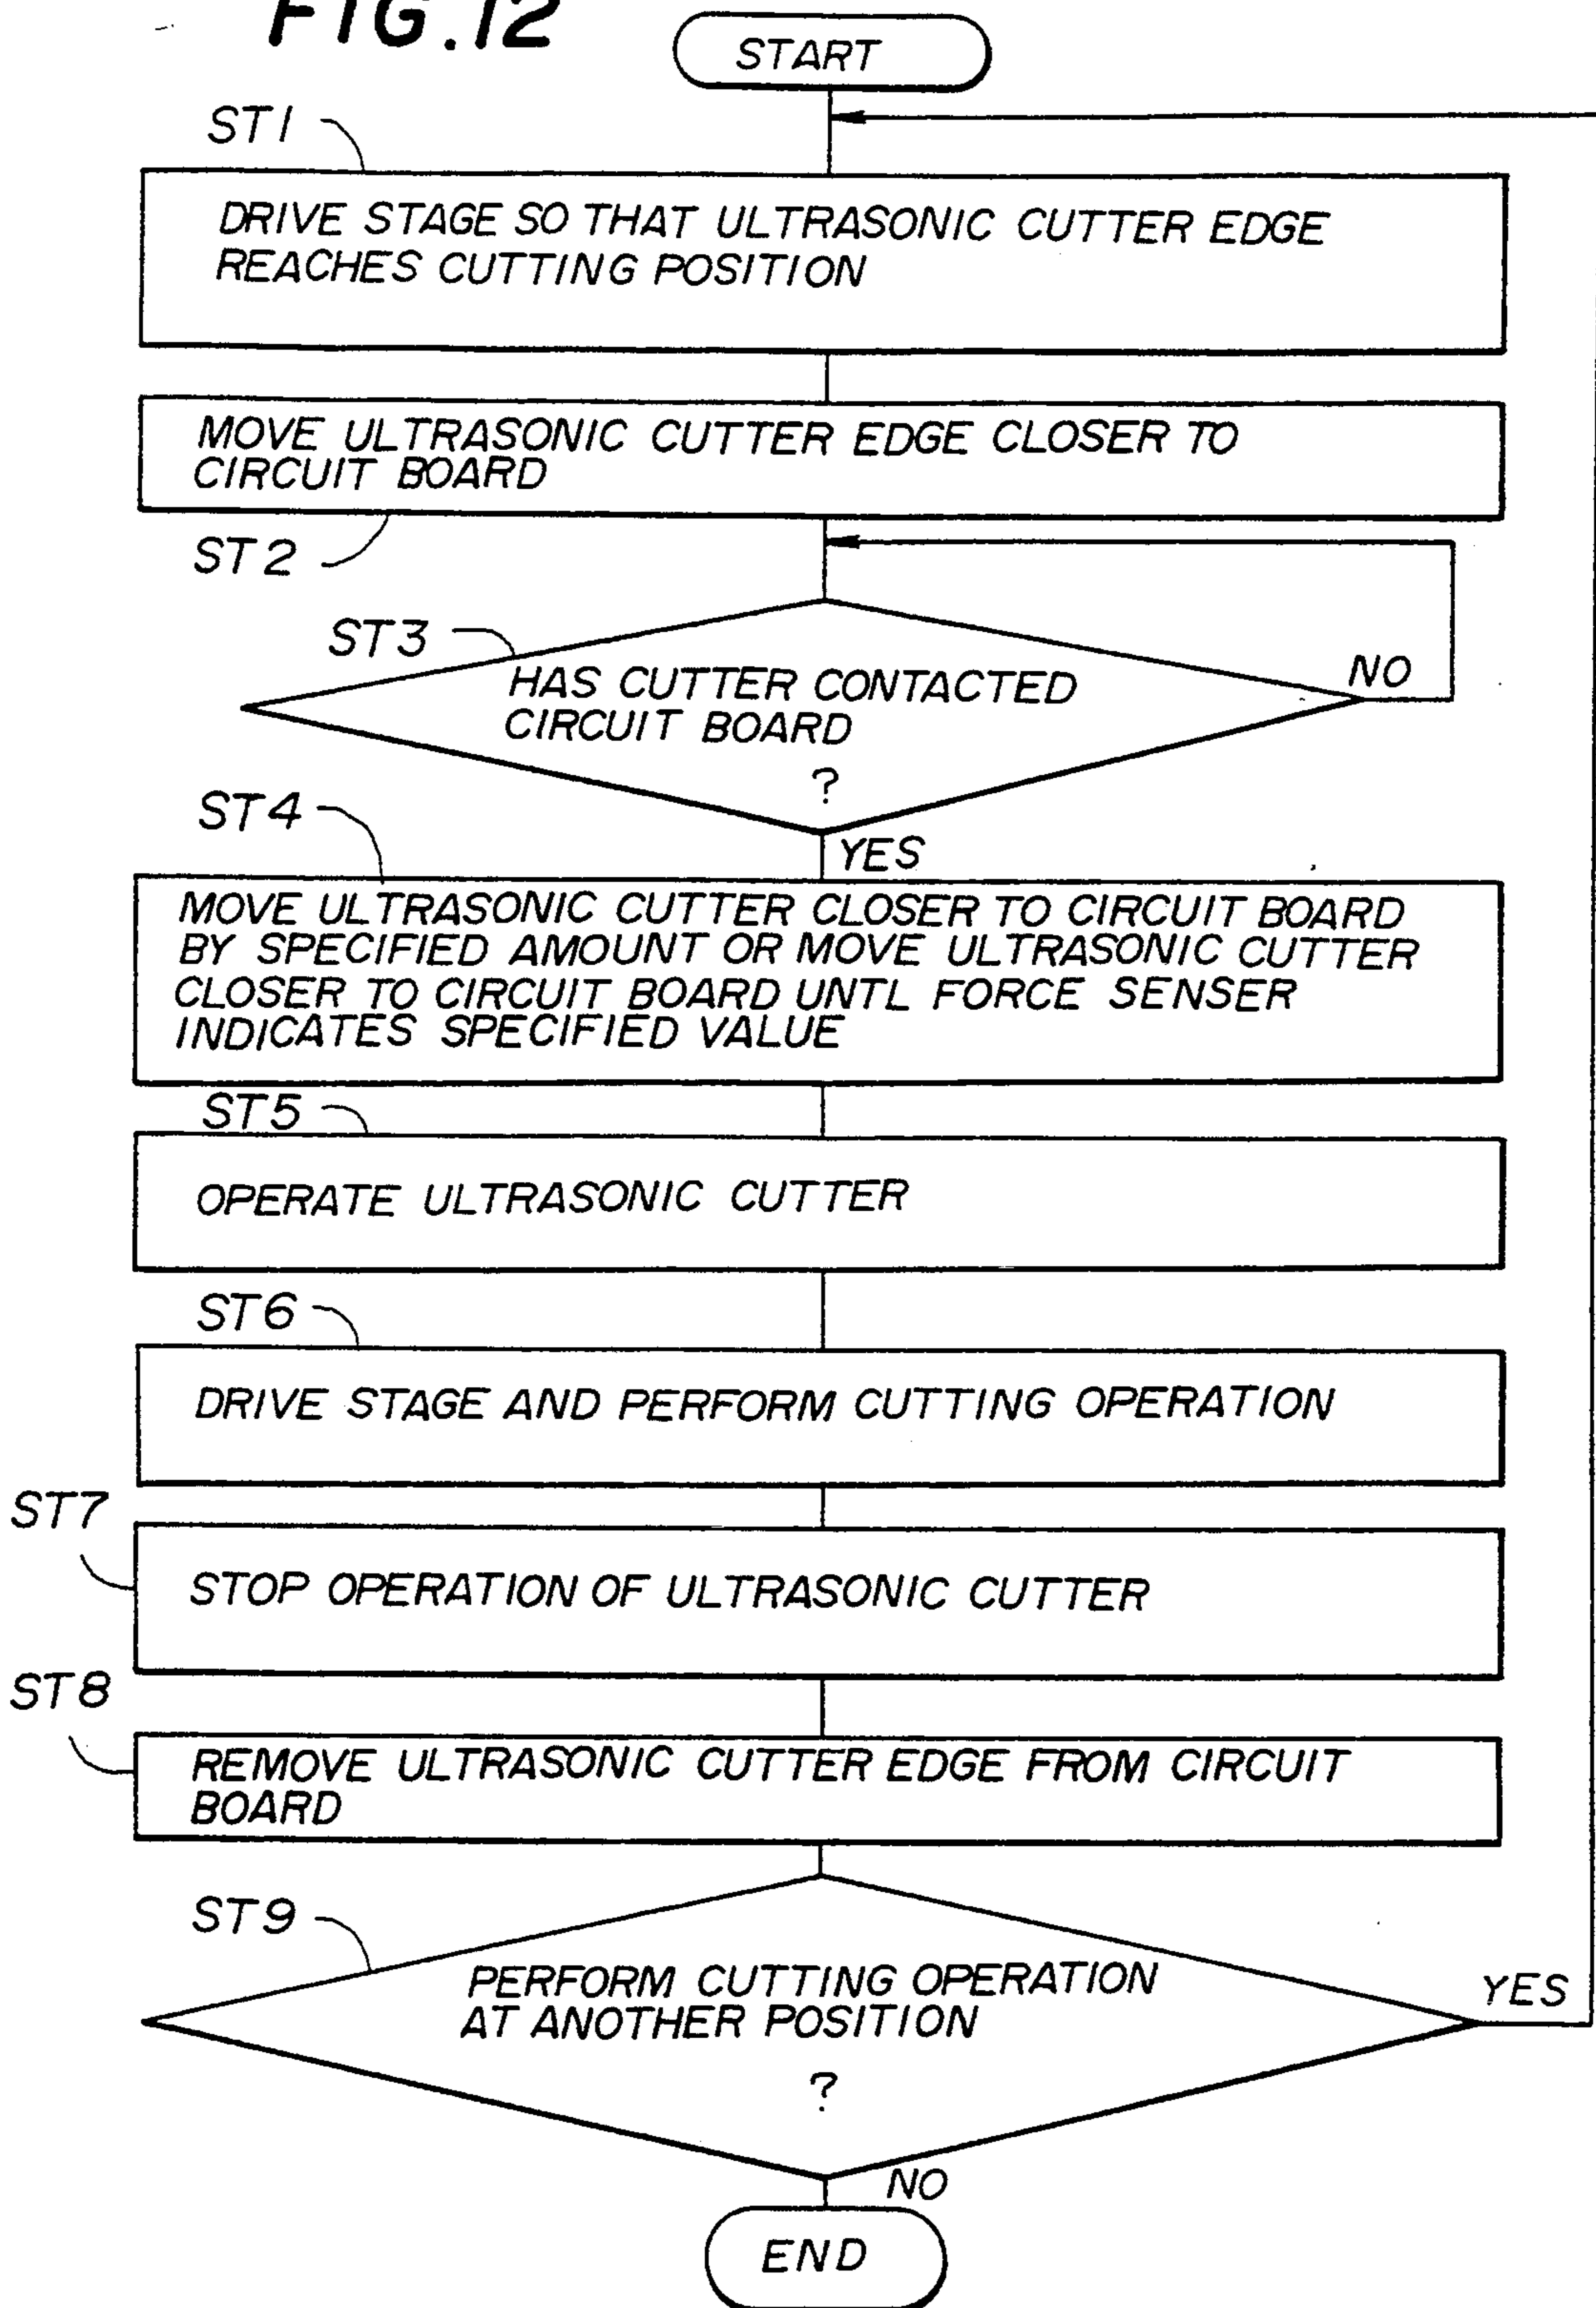 FIG.12
START
ST1
DRIVE STAGE SO THAT ULTRASONIC CUTTER EDGE
REACHES CUTTING POSITION
MOVE ULTRASONIC CUTTER EDGE CLOSER TO
CIRCUIT BOARD
ST2
ST3
HAS CUTTER CONTACTED
CIRCUIT BOARD
?
NO
ST4
YES
MOVE ULTRASONIC CUTTER CLOSER TO CIRCUIT BOARD
BY SPECIFIED AMOUNT OR MOVE ULTRASONIC CUTTER
CLOSER TO CIRCUIT BOARD UNTL FORCE SENSER
INDICATES SPECIFIED VALUE
ST5
OPERATE ULTRASONIC CUTTER
ST6
DRIVE STAGE AND PERFORM CUTTING OPERATION
ST7
STOP OPERATION OF ULTRASONIC CUTTER
ST8
REMOVE ULTRASONIC CUTTER EDGE FROM CIRCUIT
BOARD
ST9
PERFORM CUTTING OPERATION
AT ANOTHER POSITION
?
YES
NO
END